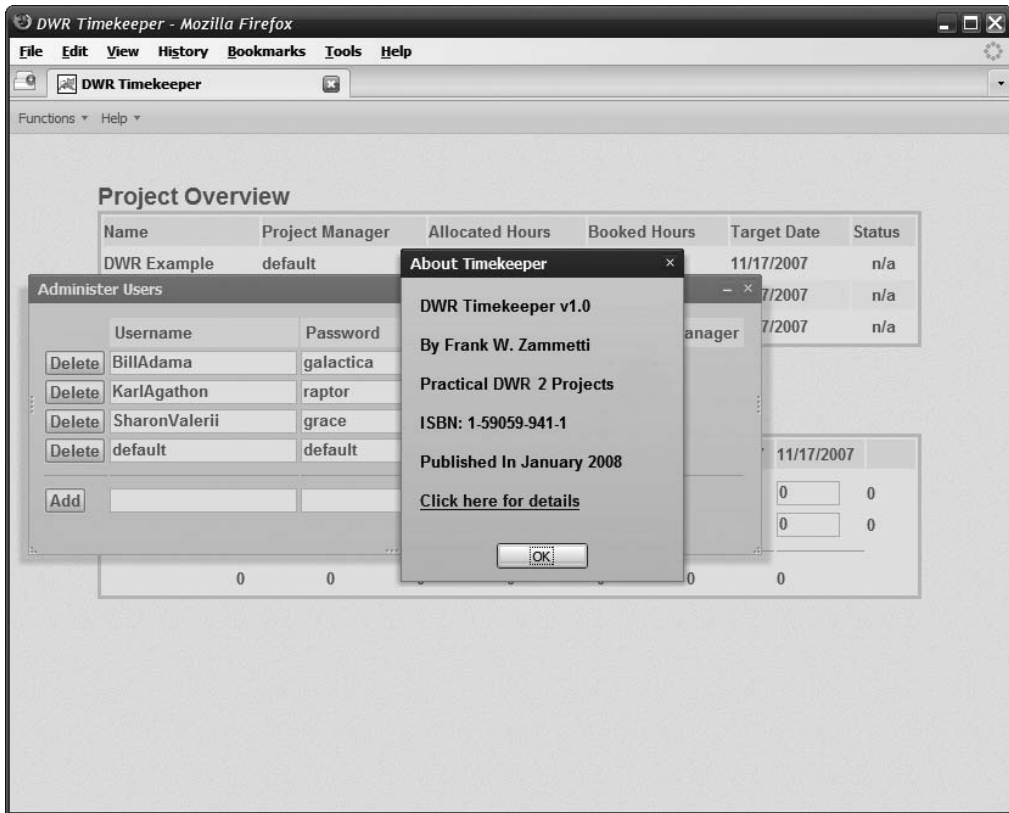 DWR Timekeeper - Mozilla Firefox
File Edit View History Bookmarks Tools Help
DWR Timekeeper
Functions Help
Project Overview
Name Project Manager Allocated Hours Booked Hours Target Date Status
DWR Example default 11/17/2007 n/a
7/2007 n/a
7/2007 n/a
Administer Users
Username Password anager
Delete BillAdama galactica
Delete KarlAgathon raptor
Delete SharonValerii grace
Delete default default
Add
About Timekeeper
DWR Timekeeper v1.0
By Frank W. Zammetti
Practical DWR 2 Projects
ISBN: 1-59059-941-1
Published In January 2008
Click here for details
OK
11/17/2007
0 0
0 0
0 0 0 0